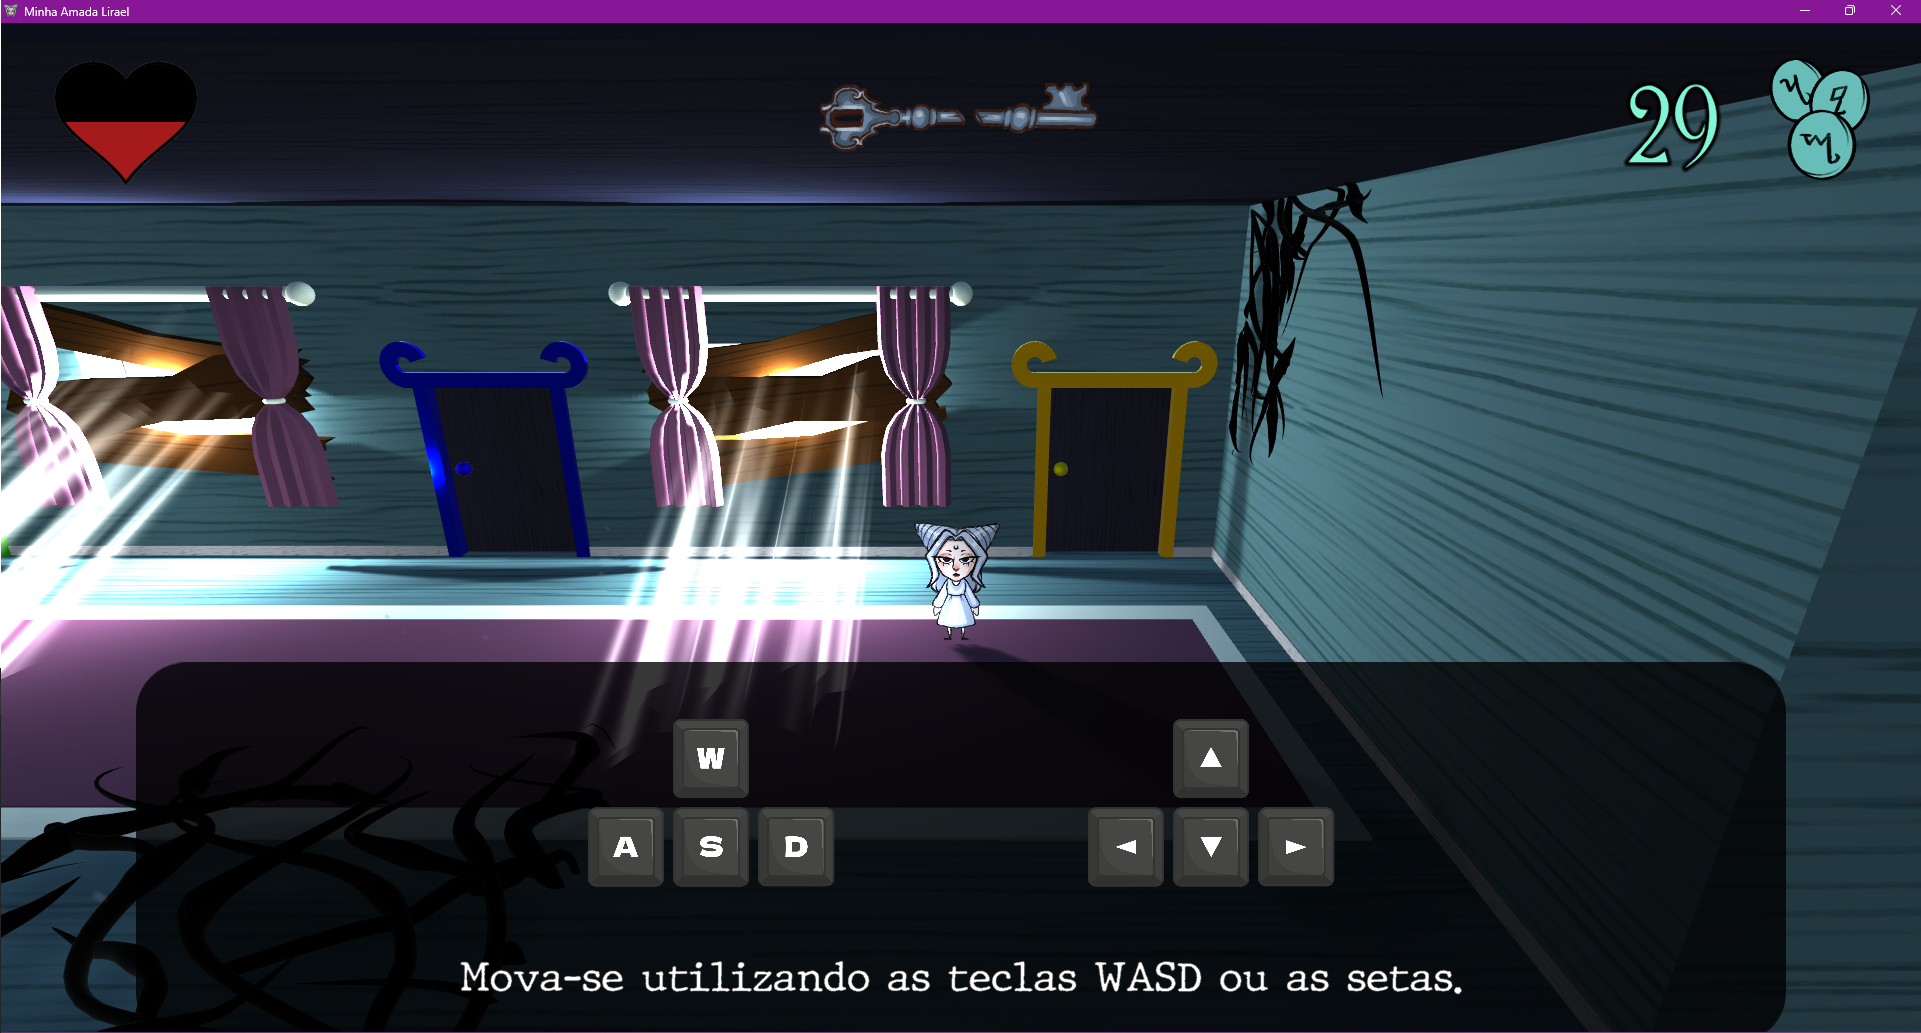 Minha Amada Lirael
29
W
A S D
Mova-se utilizando as teclas WASD ou as setas.